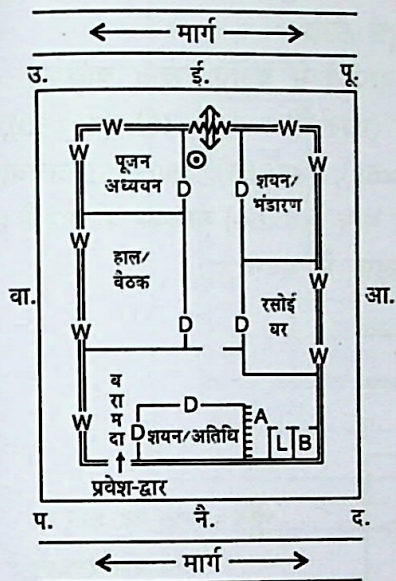 मार्ग
उ. ई. पू.
W W
W W
पूजन
अध्ययन
D D
शयन/
भंडारण
W
हाल/
वैठक
वा. आ.
W
रसोई
घर
W W
D D
ब
रा
म
दा
W
D
D
शयन/अतिथि
A
L B
प्रवेश-द्वार
प. नै. द.
मार्ग